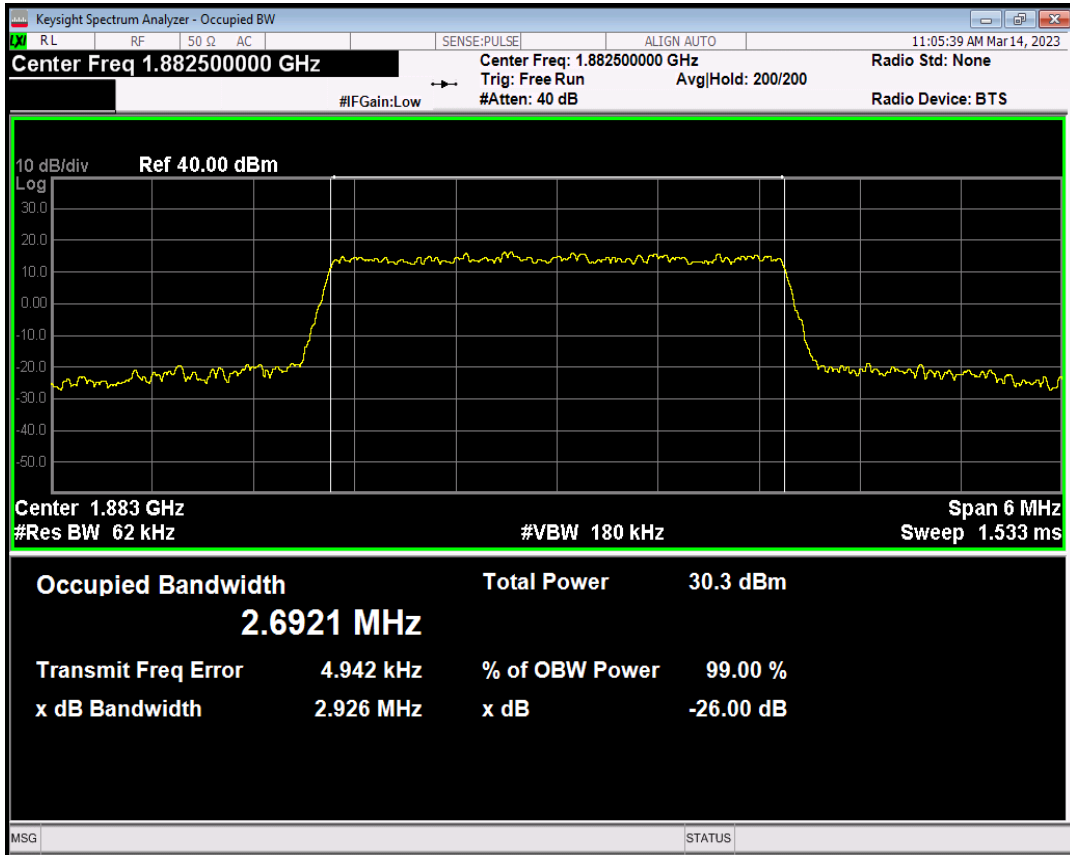 Keysight Spectrum Analyzer - Occupied BW
LXI RL RF 50 Ω AC SENSE:PULSE ALIGN AUTO 11:05:39 AM Mar 14, 2023
Center Freq 1.882500000 GHz Center Freq: 1.882500000 GHz Radio Std: None
Trig: Free Run Avg|Hold: 200/200
#IFGain:Low #Atten: 40 dB Radio Device: BTS
10 dB/div Ref 40.00 dBm
Log
30.0
20.0
10.0
0.00
-10.0
-20.0
-30.0
-40.0
-50.0
Center 1.883 GHz Span 6 MHz
#Res BW 62 kHz #VBW 180 kHz Sweep 1.533 ms
Occupied Bandwidth Total Power 30.3 dBm
2.6921 MHz
Transmit Freq Error 4.942 kHz % of OBW Power 99.00 %
x dB Bandwidth 2.926 MHz x dB -26.00 dB
MSG STATUS